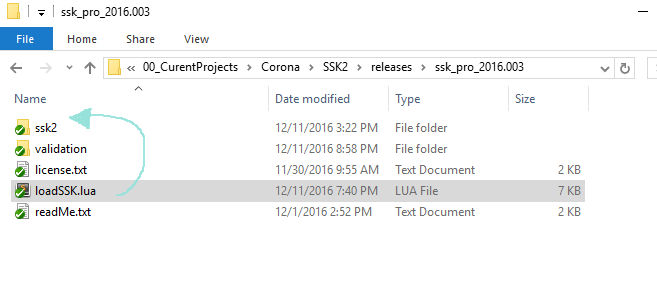 ssk_pro_2016.003
File Home Share View
« 00_CurentProjects > Corona > SSK2 > releases > ssk_pro_2016.003
Name Date modified Type Size
ssk2 12/11/2016 3:22 PM File folder
validation 12/11/2016 8:58 PM File folder
license.txt 11/30/2016 9:55 AM Text Document 2 KB
loadSSK.lua 12/11/2016 7:40 PM LUA File 7 KB
readMe.txt 12/1/2016 2:52 PM Text Document 2 KB